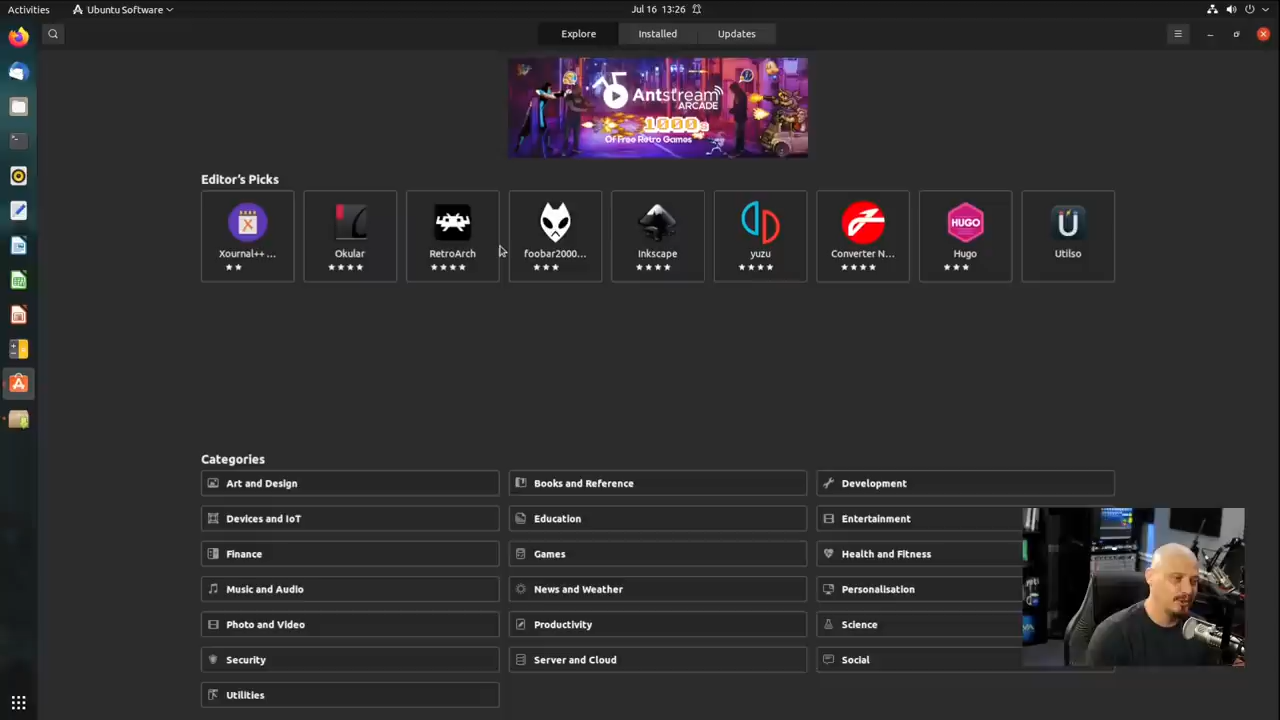 Activities
Ubuntu Software
Jul 16 13:26
Explore
Installed
Updates
Antstream
ARCADE
1000s
Of Free Retro Games
Editor's Picks
Xournal++ ...
Okular
RetroArch
foobar2000...
Inkscape
yuzu
Converter N...
Hugo
Utilso
HUGO
Categories
Art and Design
Books and Reference
Development
Devices and IoT
Education
Entertainment
Finance
Games
Health and Fitness
Music and Audio
News and Weather
Personalisation
Photo and Video
Productivity
Science
Security
Server and Cloud
Social
Utilities